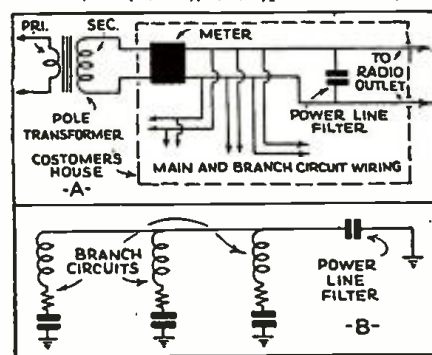 PRI.
SEC.
METER
TO
RADIO
OUTLET
POLE
TRANSFORMER
POWER LINE
FILTER
COSTOMERS
HOUSE
MAIN AND BRANCH CIRCUIT WIRING
-A-
BRANCH
CIRCUITS
POWER
LINE
FILTER
-B-